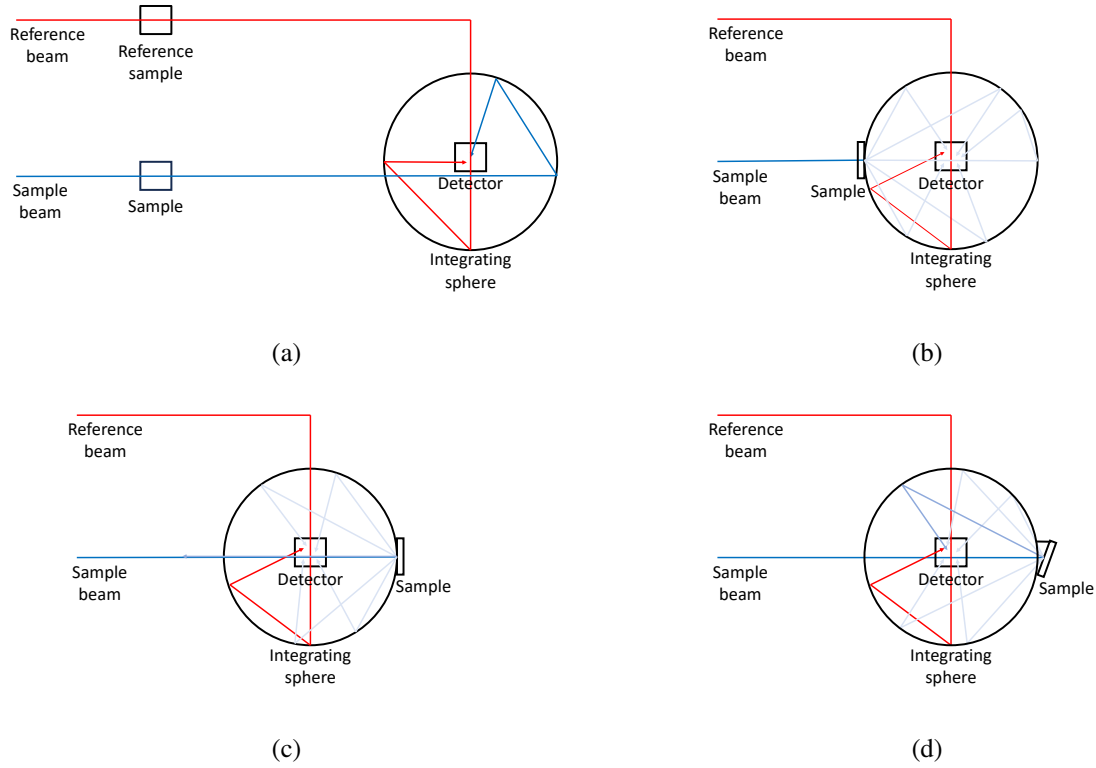 Reference
beam
Reference
sample
Sample
beam
Sample
Detector
Integrating
sphere
(a)
Reference
beam
Sample
beam
Sample
Detector
Integrating
sphere
(b)
Reference
beam
Sample
beam
Detector
Sample
Integrating
sphere
(c)
Reference
beam
Sample
beam
Detector
Sample
Integrating
sphere
(d)